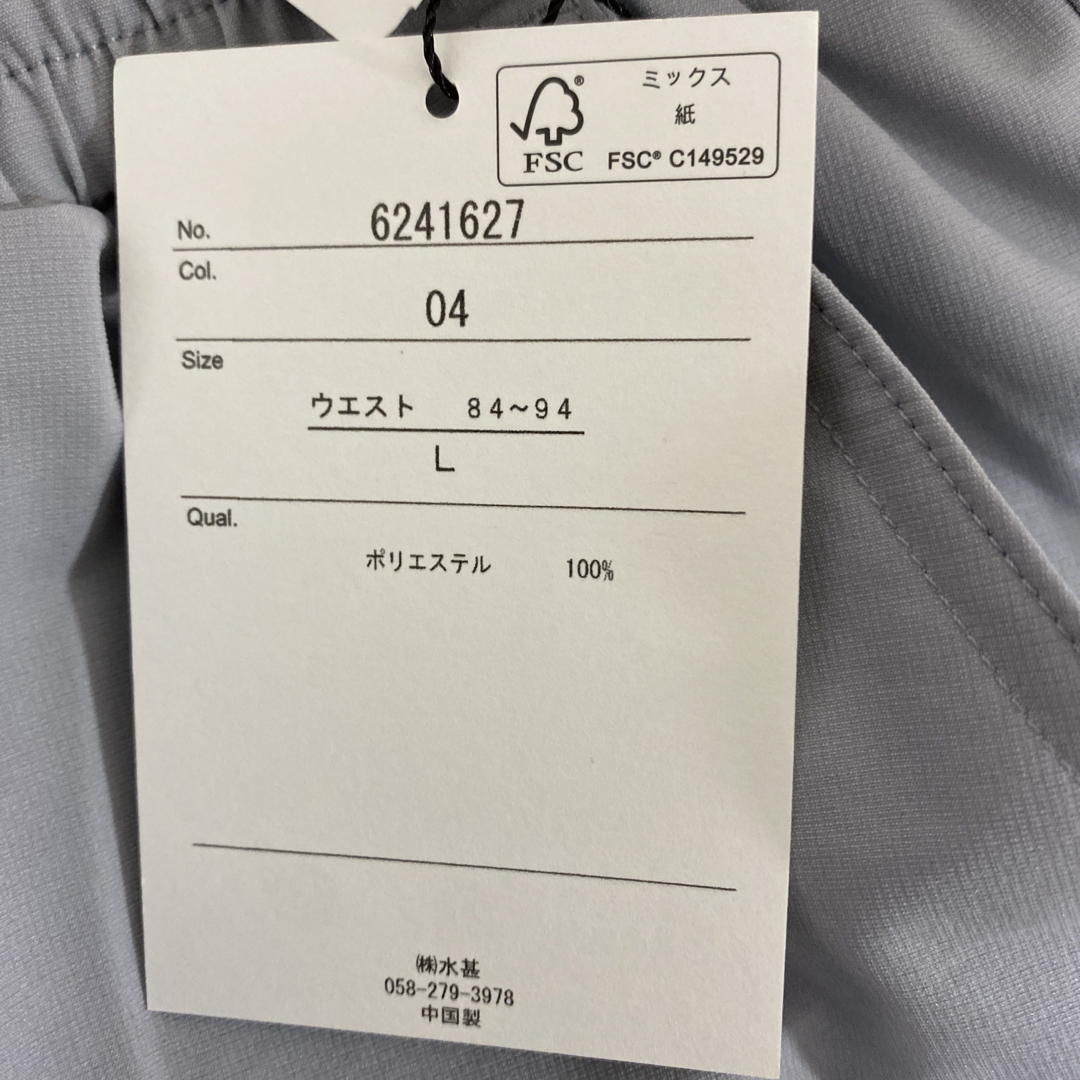 ミックス
紙
FSC® C149529
FSC
No. 6241627
Col.
04
Size
ウエスト 84~94
L
Qual.
ポリエステル 100%
㈱水甚
058-279-3978
中国製